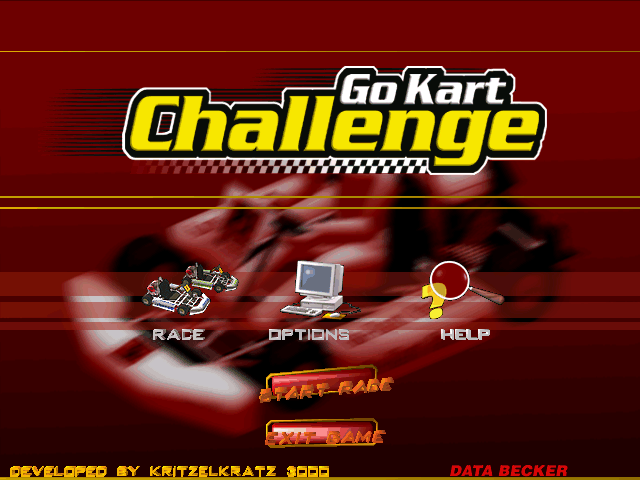 Go Kart
Challenge
RACE OPTIONS HELP
START RACE
EXIT GAME
DEVELOPED BY KRITZELKRATZ 3000 DATA BECKER